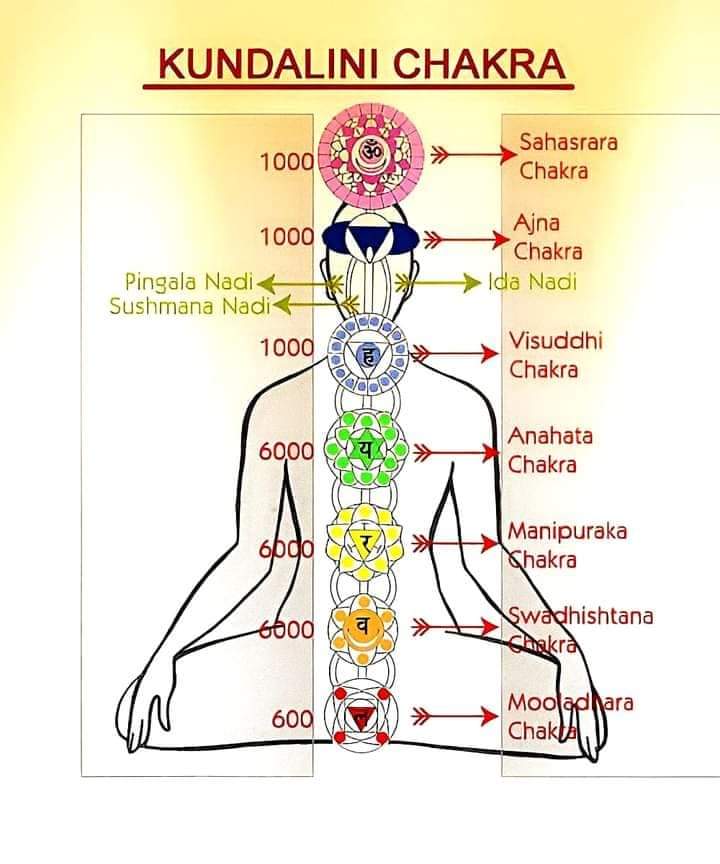 KUNDALINI CHAKRA
1000
ॐ
Sahasrara
Chakra
1000
Ajna
Chakra
Pingala Nadi
Ida Nadi
Sushmana Nadi
1000
ह
Visuddhi
Chakra
6000
य
Anahata
Chakra
6000
र
Manipuraka
Chakra
6000
व
Swadhishtana
Chakra
600
लं
Mooladhara
Chakra